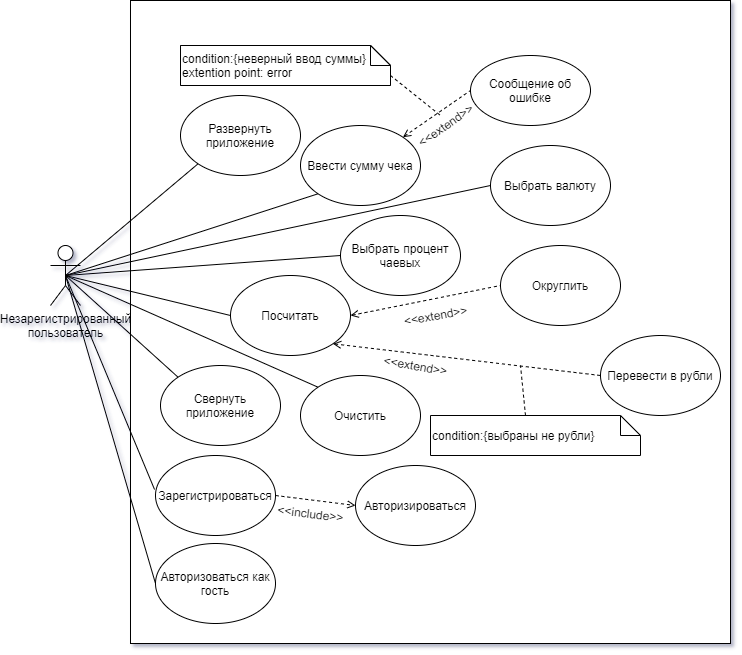 condition:{неверный ввод суммы}
extention point: error
Сообщение об
ошибке
<<extend>>
Развернуть
приложение
Ввести сумму чека
Выбрать валюту
Выбрать процент
чаевых
Незарегистрированный
пользователь
Посчитать
<<extend>>
Округлить
<<extend>>
Перевести в рубли
Свернуть
приложение
Очистить
condition:{выбраны не рубли}
Зарегистрироваться
<<include>>
Авторизироваться
Авторизоваться как
гость